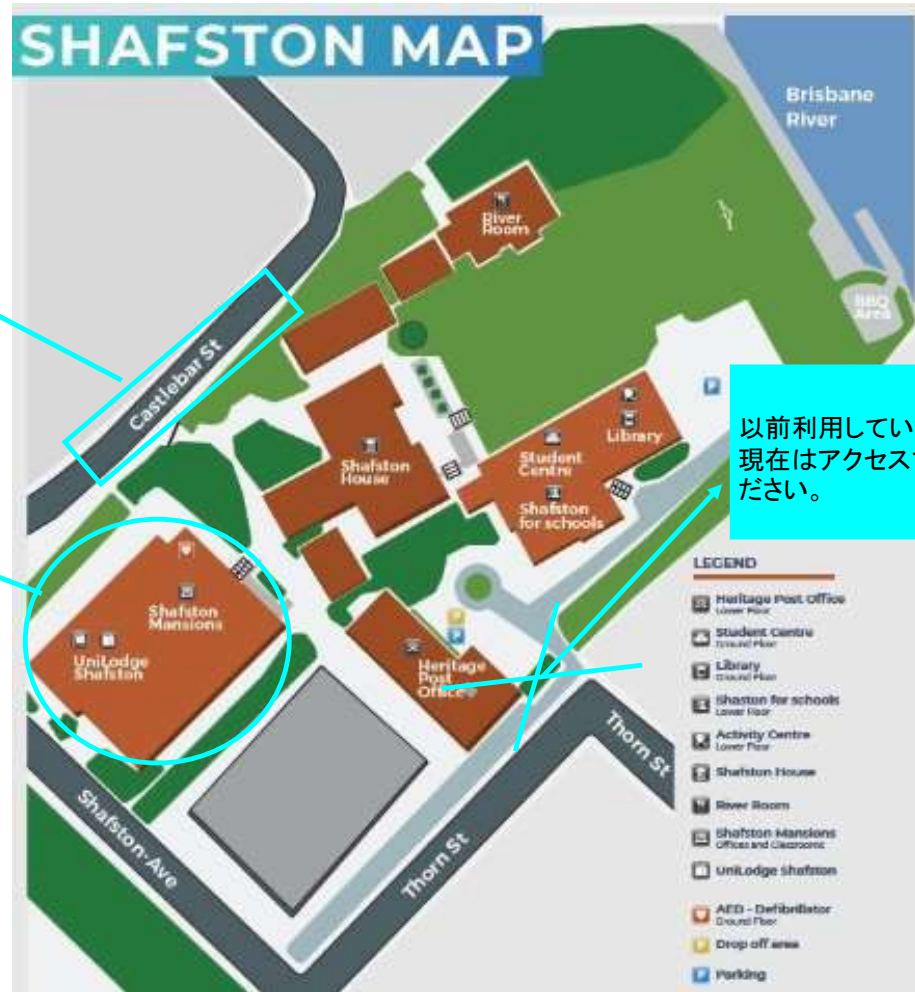 SHAFSTON MAP
Brisbane
River
River
Room
BBQ
Area
Castlebar St
以前利用してい
現在はアクセス
ださい。
Library
Student
Centre
Shafston
House
Shafston
for schools
Shafston
Mansions
UniLodge
Shafston
Heritage
Post
Office
Thorn St
Shafston-Ave
Thorn St
LEGEND
Heritage Post Office
Lower Floor
Student Centre
Ground Floor
Library
Ground Floor
Shaston for schools
Lower Floor
Activity Centre
Lower Floor
Shafston House
River Room
Shafston Mansions
Offices and Classrooms
UniLodge Shafston
AED - Defibrillator
Ground Floor
Drop off area
Parking